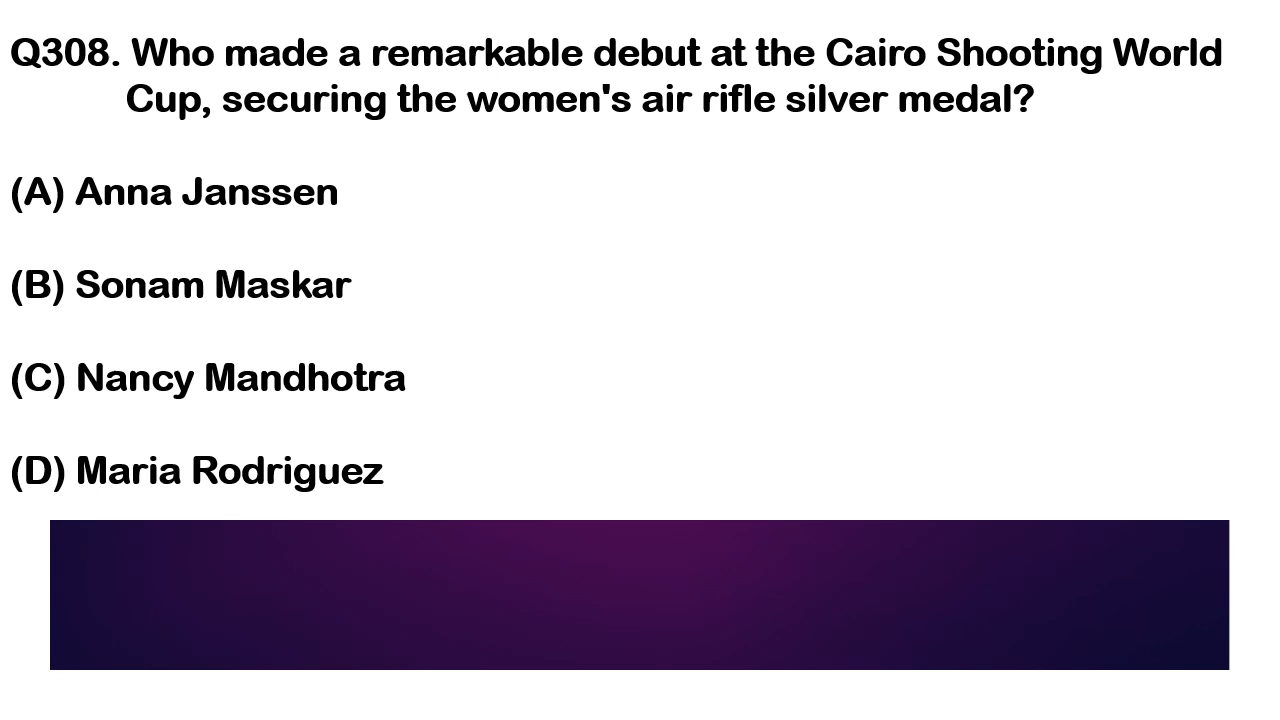 Q308. Who made a remarkable debut at the Cairo Shooting World
Cup, securing the women's air rifle silver medal?
(A) Anna Janssen
(B) Sonam Maskar
(C) Nancy Mandhotra
(D) Maria Rodriguez